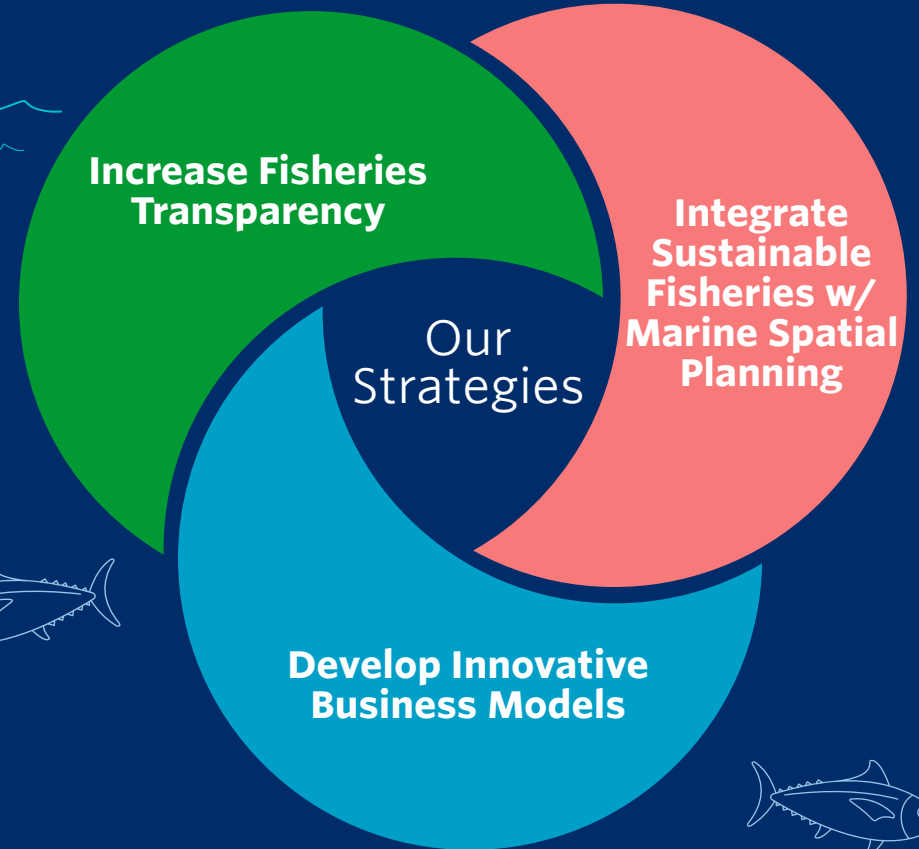 Increase Fisheries
Transparency
Integrate
Sustainable
Fisheries w/
Marine Spatial
Planning
Our
Strategies
Develop Innovative
Business Models